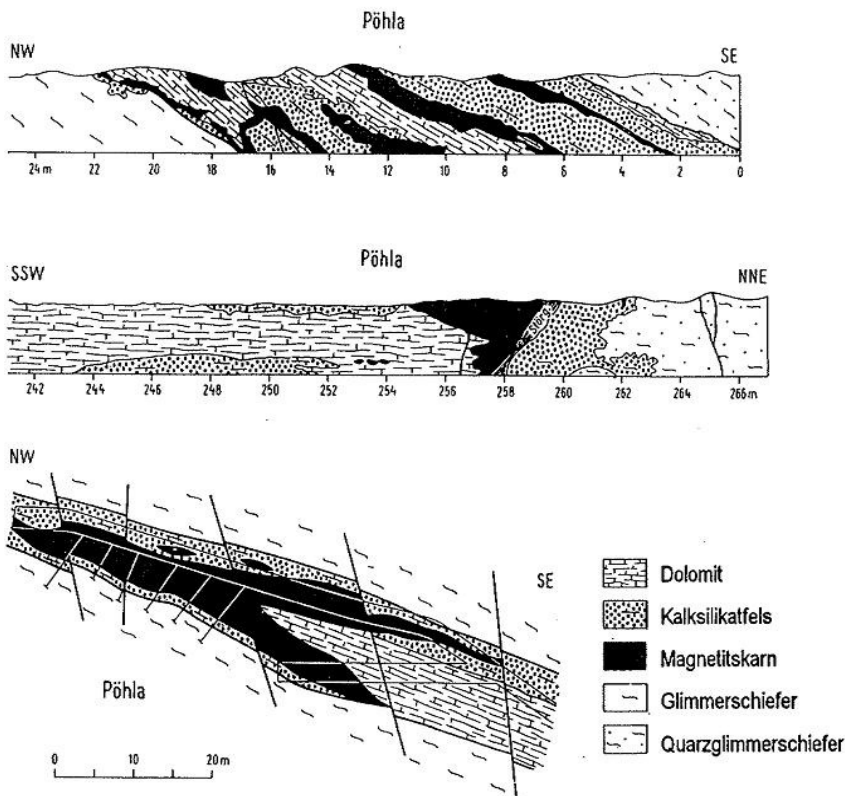 Pöhla
NW SE
24 m 22 20 18 16 14 12 10 8 6 4 2 0
Pöhla
SSW NNE
242 244 246 248 250 252 254 256 258 260 262 264 266 m
NW
SE
Pöhla
0 10 20 m
Dolomit
Kalksilikatfels
Magnetitskarn
Glimmerschiefer
Quarzglimmerschiefer